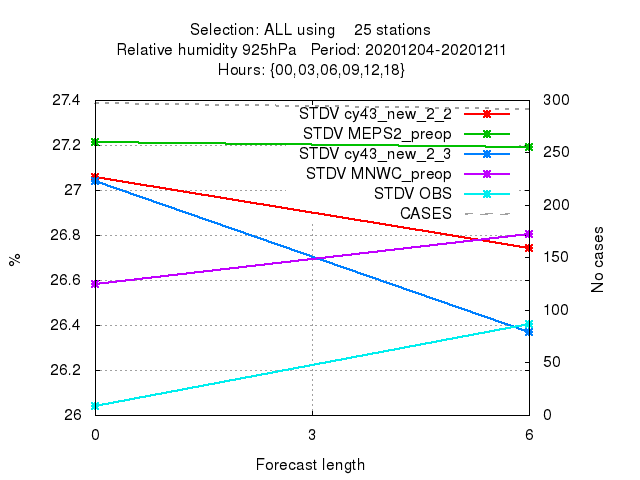 Selection: ALL using    25 stations
Relative humidity 925hPa   Period: 20201204-20201211
Hours: {00,03,06,09,12,18}
27.4
27.2
27
26.8
26.6
26.4
26.2
26
%
300
250
200
150
100
50
0
No cases
STDV cy43_new_2_2
STDV MEPS2_preop
STDV cy43_new_2_3
STDV MNWC_preop
STDV OBS
CASES
0 3 6
Forecast length